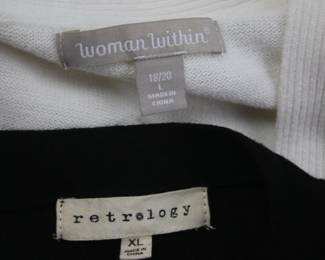 woman within®
18/20
L
MADE IN
CHINA
retrology
XL
MADE IN
CHINA